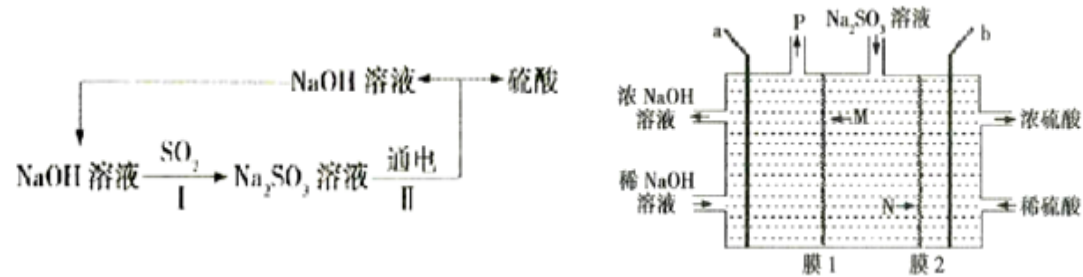 NaOH 溶液
硫酸
NaOH 溶液
SO₂
I
Na₂SO₃ 溶液
通电
II
a
P
Na₂SO₃ 溶液
b
浓 NaOH
溶液
M
浓硫酸
稀 NaOH
溶液
N
稀硫酸
膜 1
膜 2